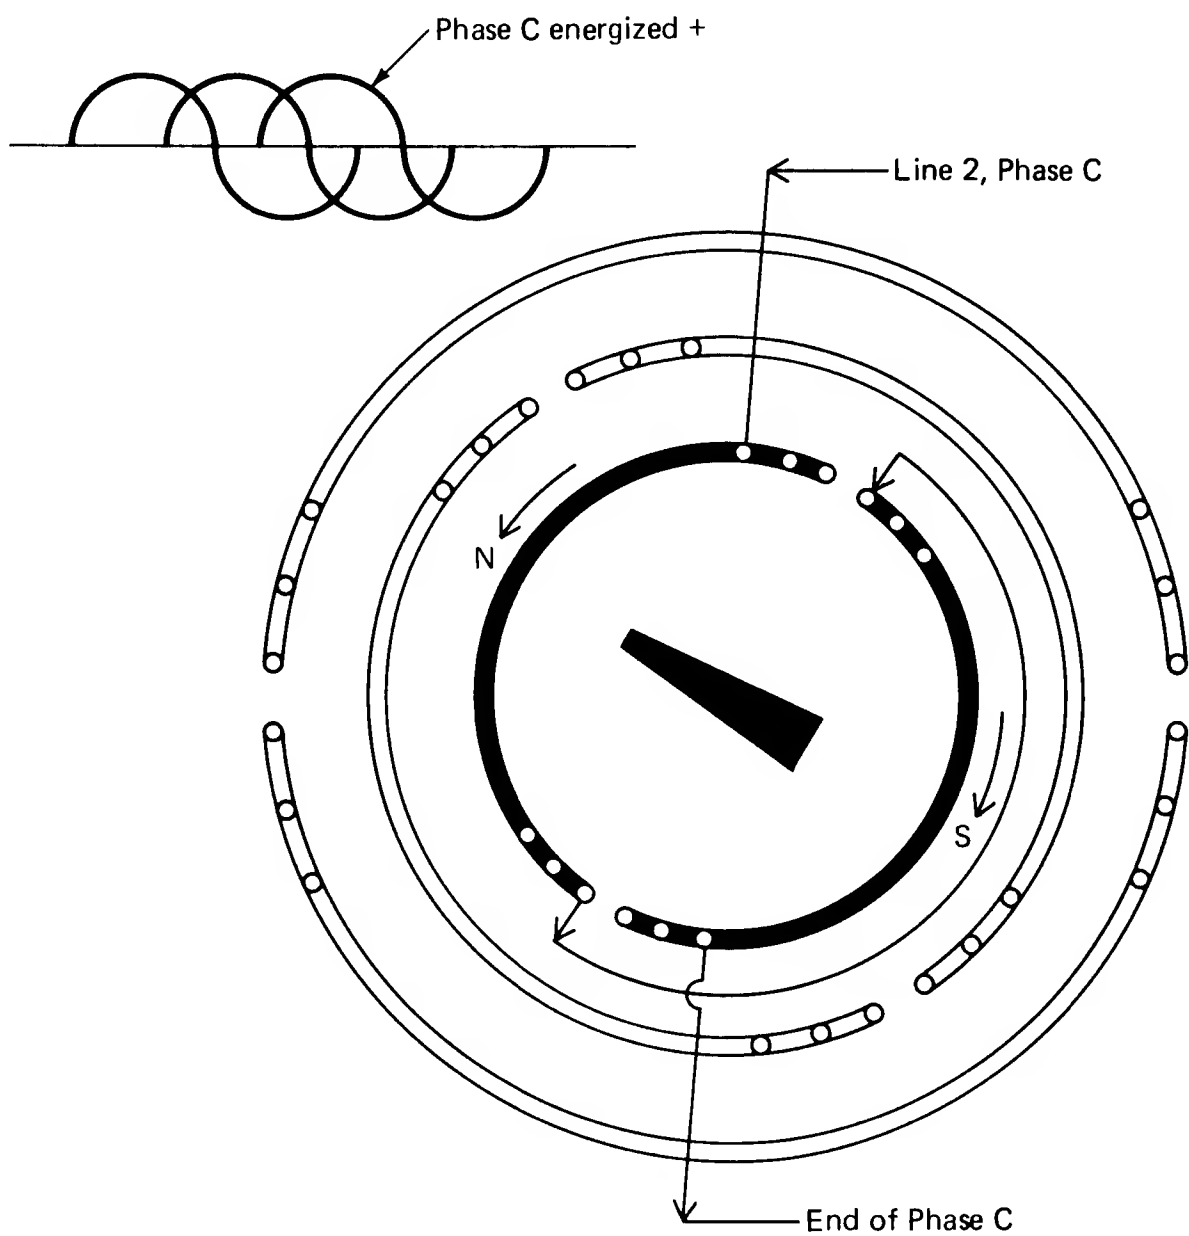 Phase C energized +
Line 2, Phase C
N
S
End of Phase C